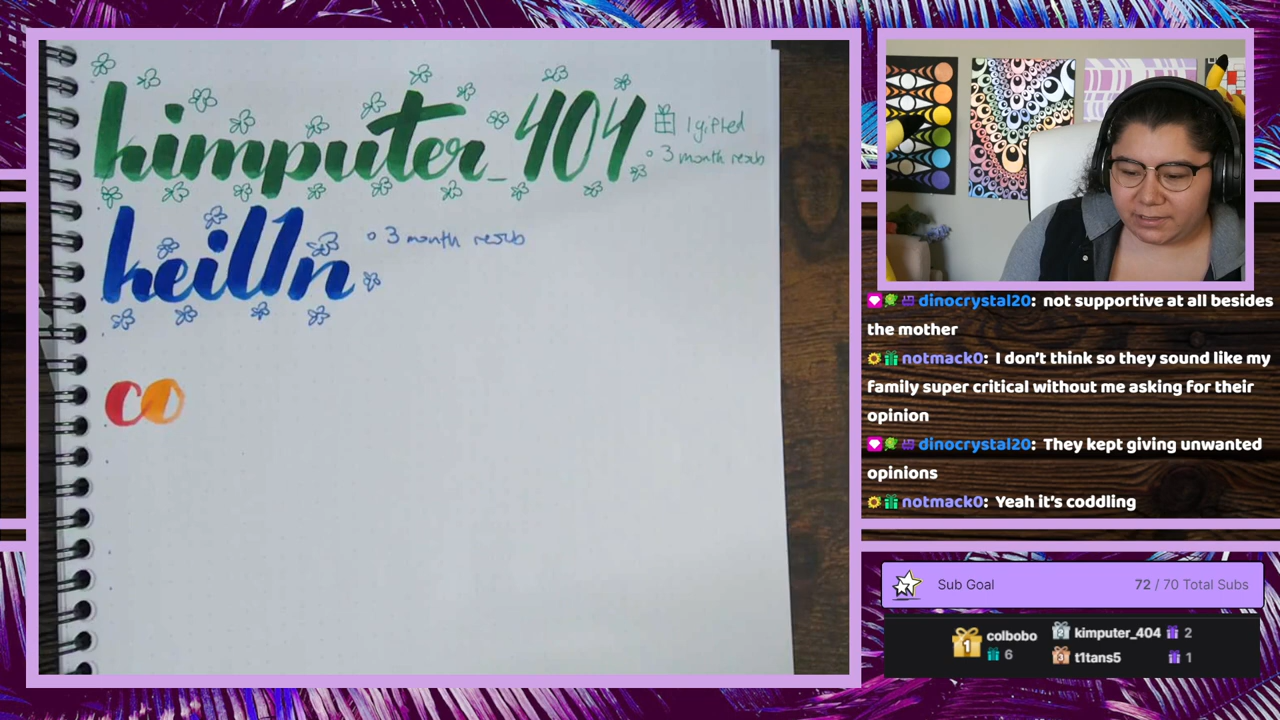 kimputer_404
1 gifted
3 month resub
keilln
3 month resub
co
dinocrystal20: not supportive at all besides
the mother
notmack0: I don't think so they sound like my
family super critical without me asking for their
opinion
dinocrystal20: They kept giving unwanted
opinions
notmack0: Yeah it's coddling
Sub Goal
72 / 70 Total Subs
1
colbobo
6
2
kimputer_404
2
3
t1tans5
1